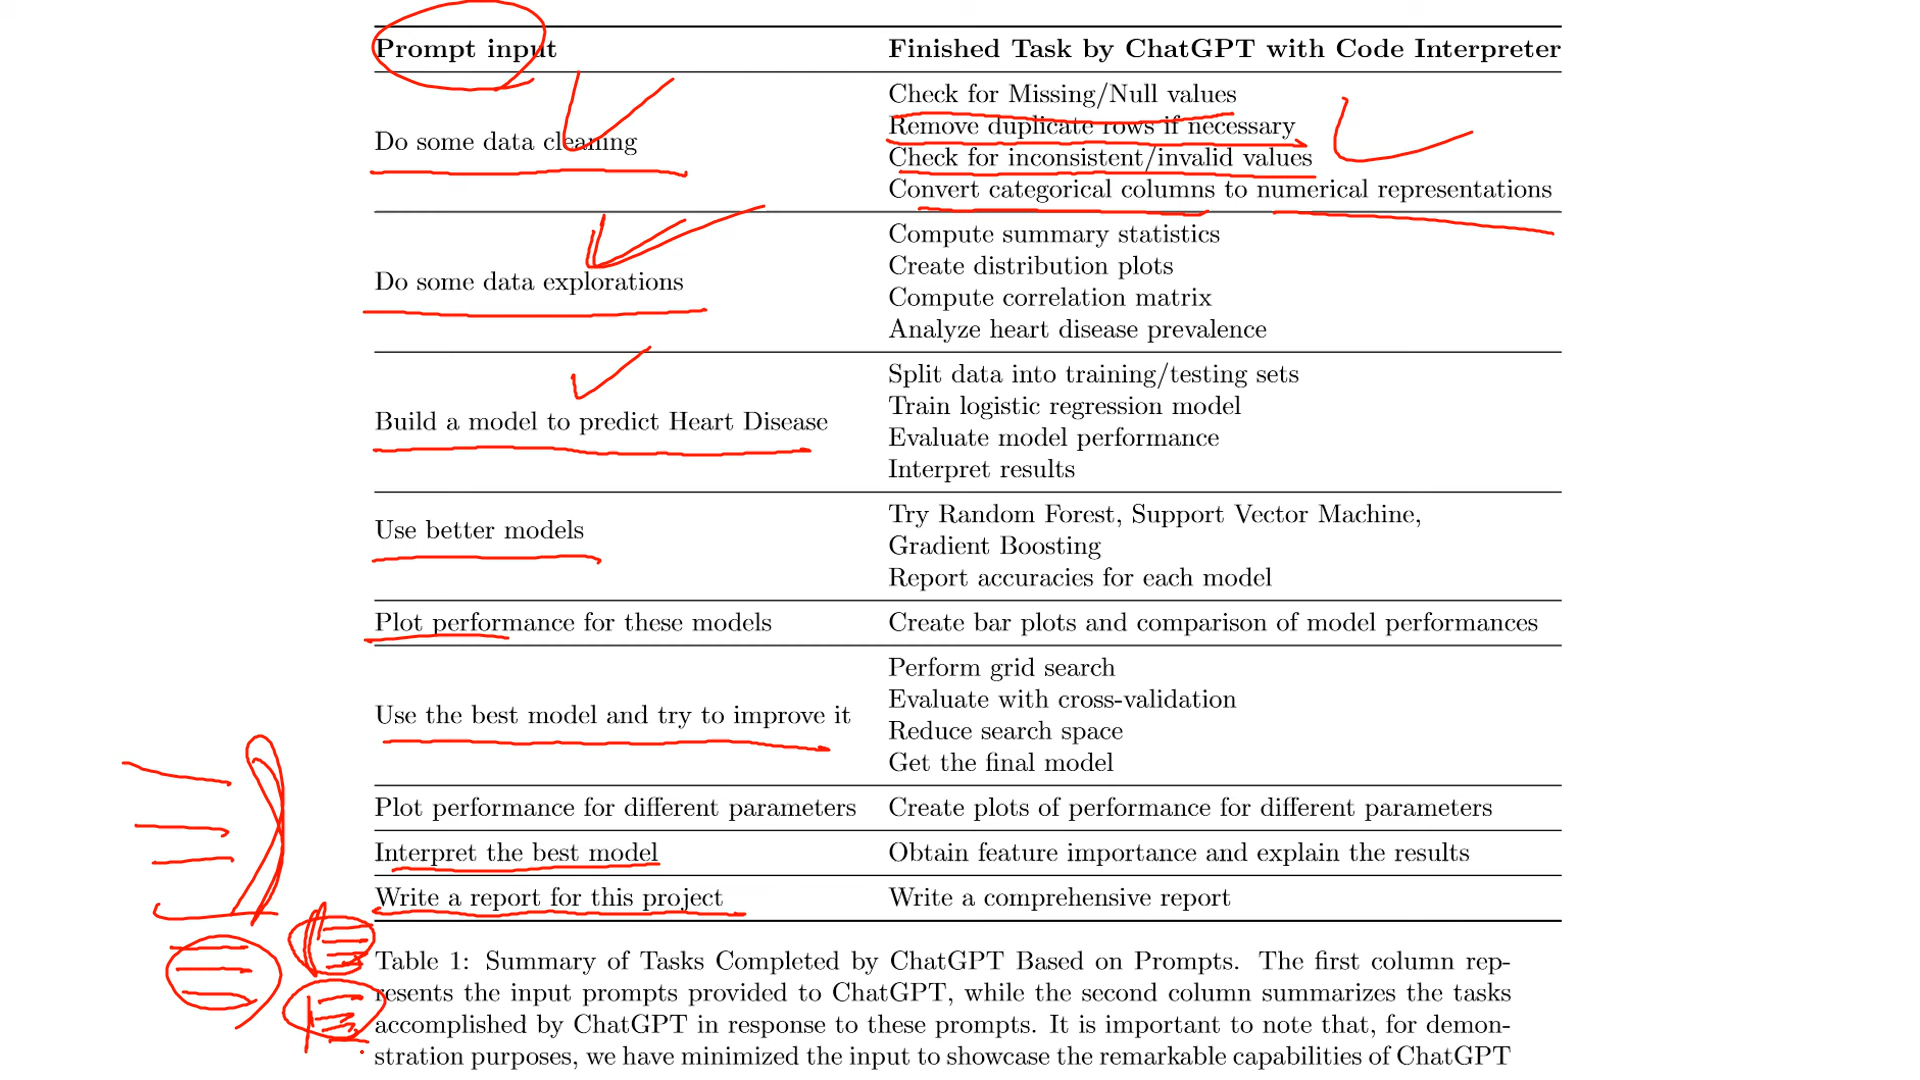 Prompt input Finished Task by ChatGPT with Code Interpreter
Do some data cleaning
Check for Missing/Null values
Remove duplicate rows if necessary
Check for inconsistent/invalid values
Convert categorical columns to numerical representations
Do some data explorations
Compute summary statistics
Create distribution plots
Compute correlation matrix
Analyze heart disease prevalence
Build a model to predict Heart Disease
Split data into training/testing sets
Train logistic regression model
Evaluate model performance
Interpret results
Use better models
Try Random Forest, Support Vector Machine,
Gradient Boosting
Report accuracies for each model
Plot performance for these models Create bar plots and comparison of model performances
Use the best model and try to improve it
Perform grid search
Evaluate with cross-validation
Reduce search space
Get the final model
Plot performance for different parameters Create plots of performance for different parameters
Interpret the best model Obtain feature importance and explain the results
Write a report for this project Write a comprehensive report
Table 1: Summary of Tasks Completed by ChatGPT Based on Prompts. The first column rep-
resents the input prompts provided to ChatGPT, while the second column summarizes the tasks
accomplished by ChatGPT in response to these prompts. It is important to note that, for demon-
stration purposes, we have minimized the input to showcase the remarkable capabilities of ChatGPT